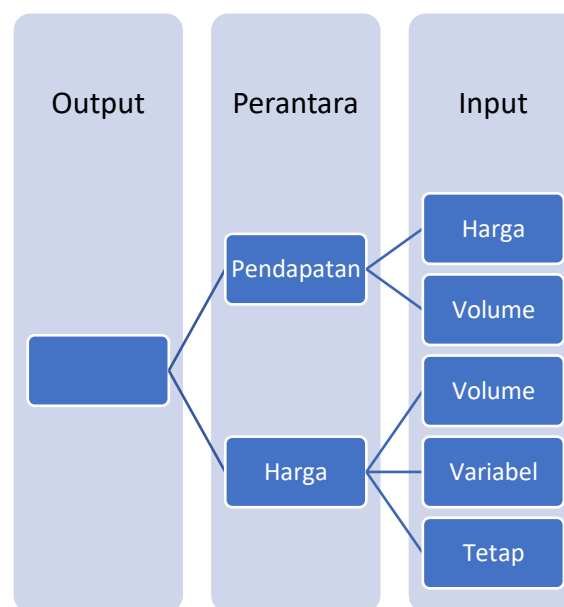 Output
Perantara
Input
Pendapatan
Harga
Harga
Volume
Volume
Variabel
Tetap